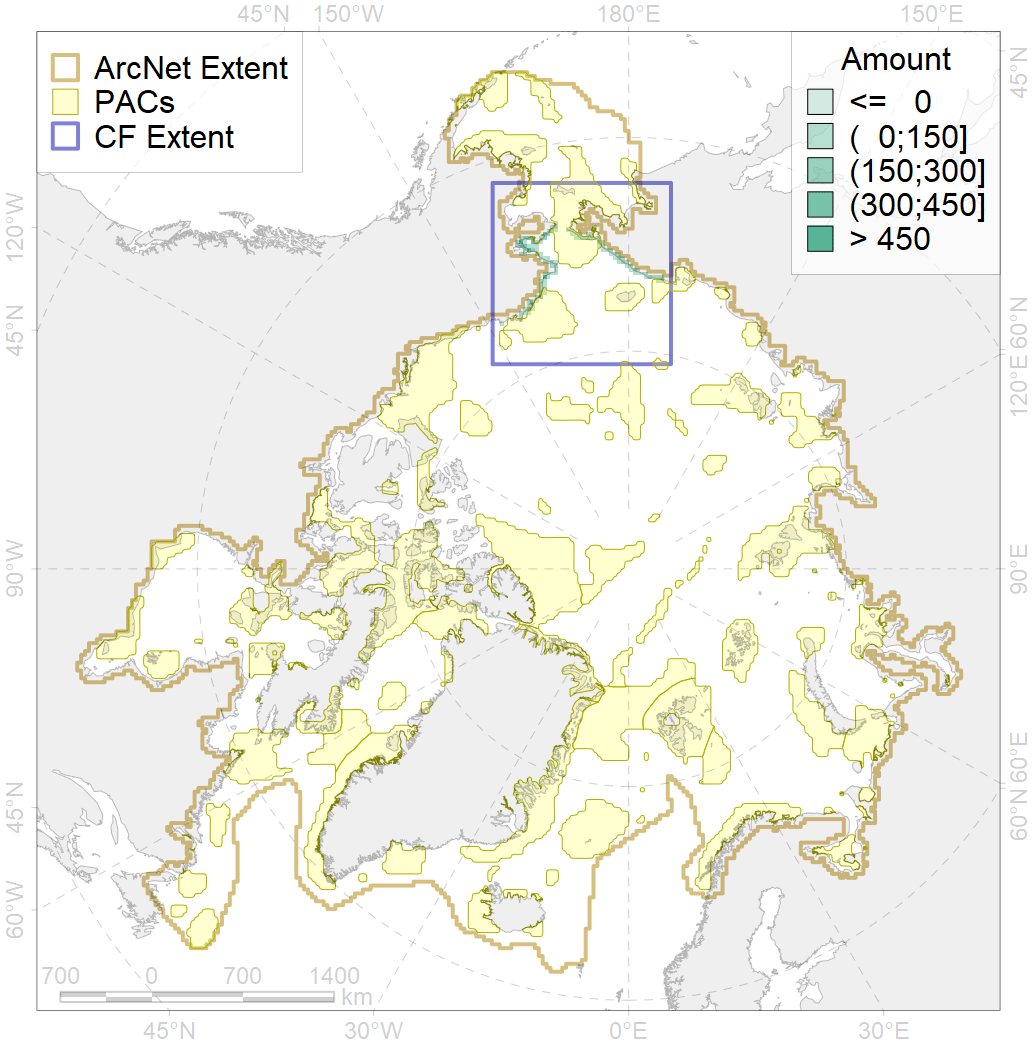 45°N 150°W 180°E 150°E
ArcNet Extent
PACs
CF Extent
Amount
<= 0
( 0;150]
(150;300]
(300;450]
> 450
45°N
120°W
45°N
90°W
45°N
60°W
60°N
120°E
90°E
60°E
60°N
700 0 700 1400
km
45°N 30°W 0°E 30°E